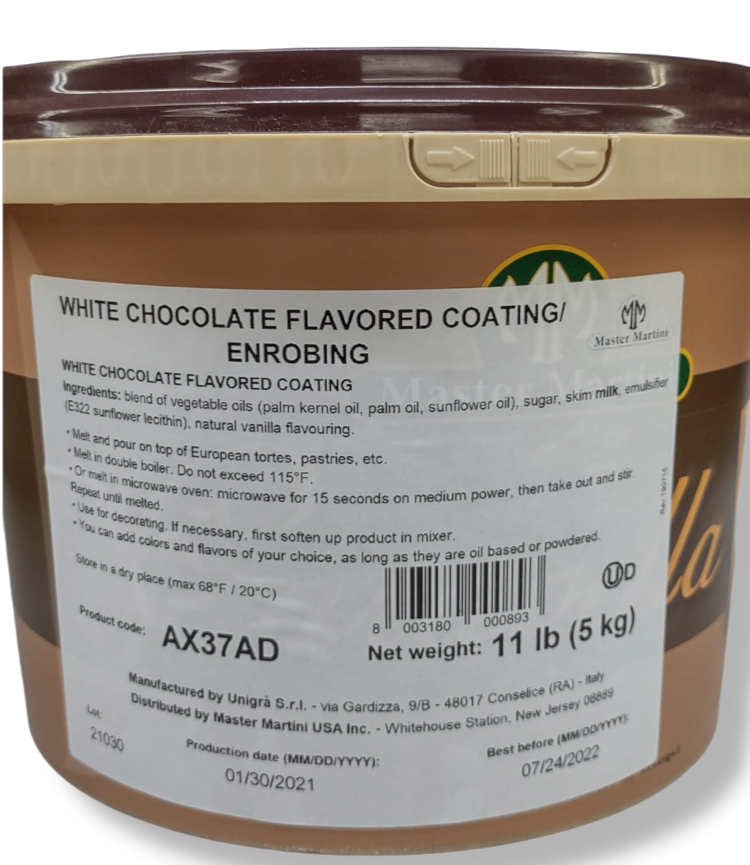 WHITE CHOCOLATE FLAVORED COATING/
ENROBING
Master Martini
WHITE CHOCOLATE FLAVORED COATING
Ingredients: blend of vegetable oils (palm kernel oil, palm oil, sunflower oil), sugar, skim milk, emulsifier
(E322 sunflower lecithin), natural vanilla flavouring.
* Melt and pour on top of European tortes, pastries, etc.
* Melt in double boiler. Do not exceed 115°F.
* Or melt in microwave oven: microwave for 15 seconds on medium power, then take out and stir.
Repeat until melted.
* Use for decorating. If necessary, first soften up product in mixer.
* You can add colors and flavors of your choice, as long as they are oil based or powdered.
Store in a dry place (max 68°F / 20°C)
UD
8 003180 000893
Product code: AX37AD
Net weight: 11 lb (5 kg)
Manufactured by Unigrà S.r.l. - via Gardizza, 9/B - 48017 Conselice (RA) - Italy
Distributed by Master Martini USA Inc. - Whitehouse Station, New Jersey 08889
Lot:
21030
Production date (MM/DD/YYYY):
01/30/2021
Best before (MM/DD/YYYY):
07/24/2022
la